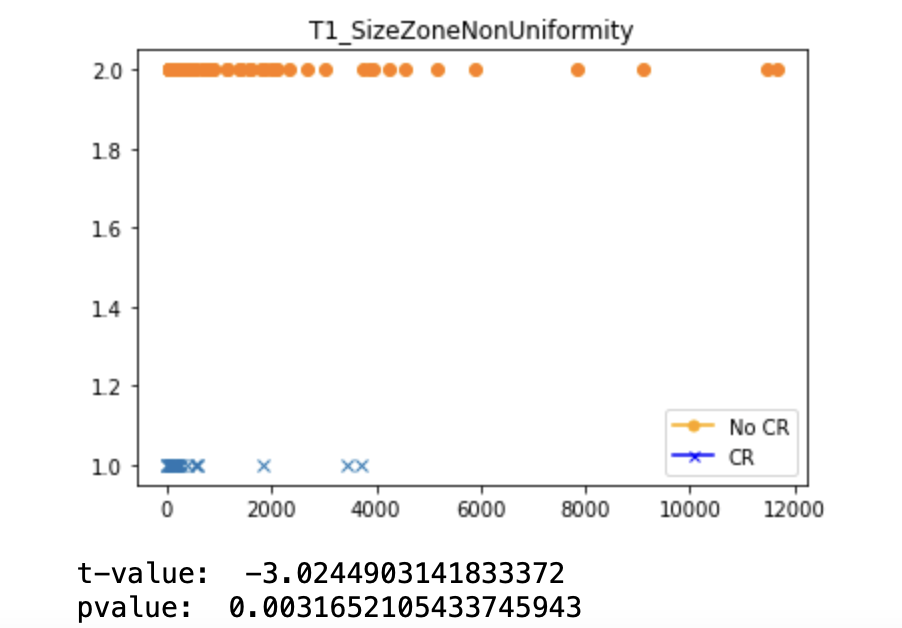 T1_SizeZoneNonUniformity
2.0
1.8
1.6
1.4
1.2
1.0
No CR
CR
0 2000 4000 6000 8000 10000 12000
t-value: -3.0244903141833372
pvalue: 0.0031652105433745943